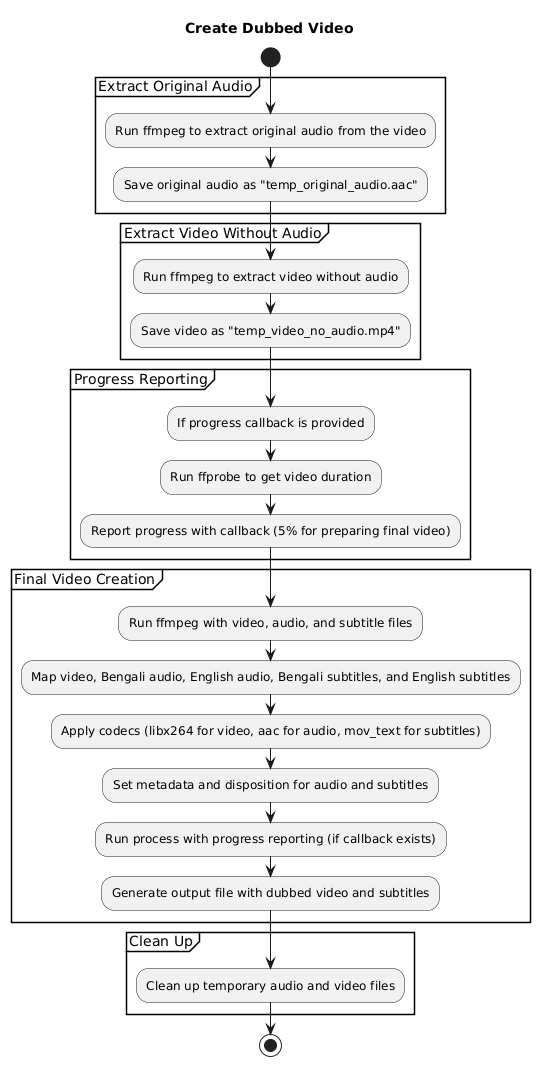 Create Dubbed Video
Extract Original Audio
Run ffmpeg to extract original audio from the video
Save original audio as "temp_original_audio.aac"
Extract Video Without Audio
Run ffmpeg to extract video without audio
Save video as "temp_video_no_audio.mp4"
Progress Reporting
If progress callback is provided
Run ffprobe to get video duration
Report progress with callback (5% for preparing final video)
Final Video Creation
Run ffmpeg with video, audio, and subtitle files
Map video, Bengali audio, English audio, Bengali subtitles, and English subtitles
Apply codecs (libx264 for video, aac for audio, mov_text for subtitles)
Set metadata and disposition for audio and subtitles
Run process with progress reporting (if callback exists)
Generate output file with dubbed video and subtitles
Clean Up
Clean up temporary audio and video files